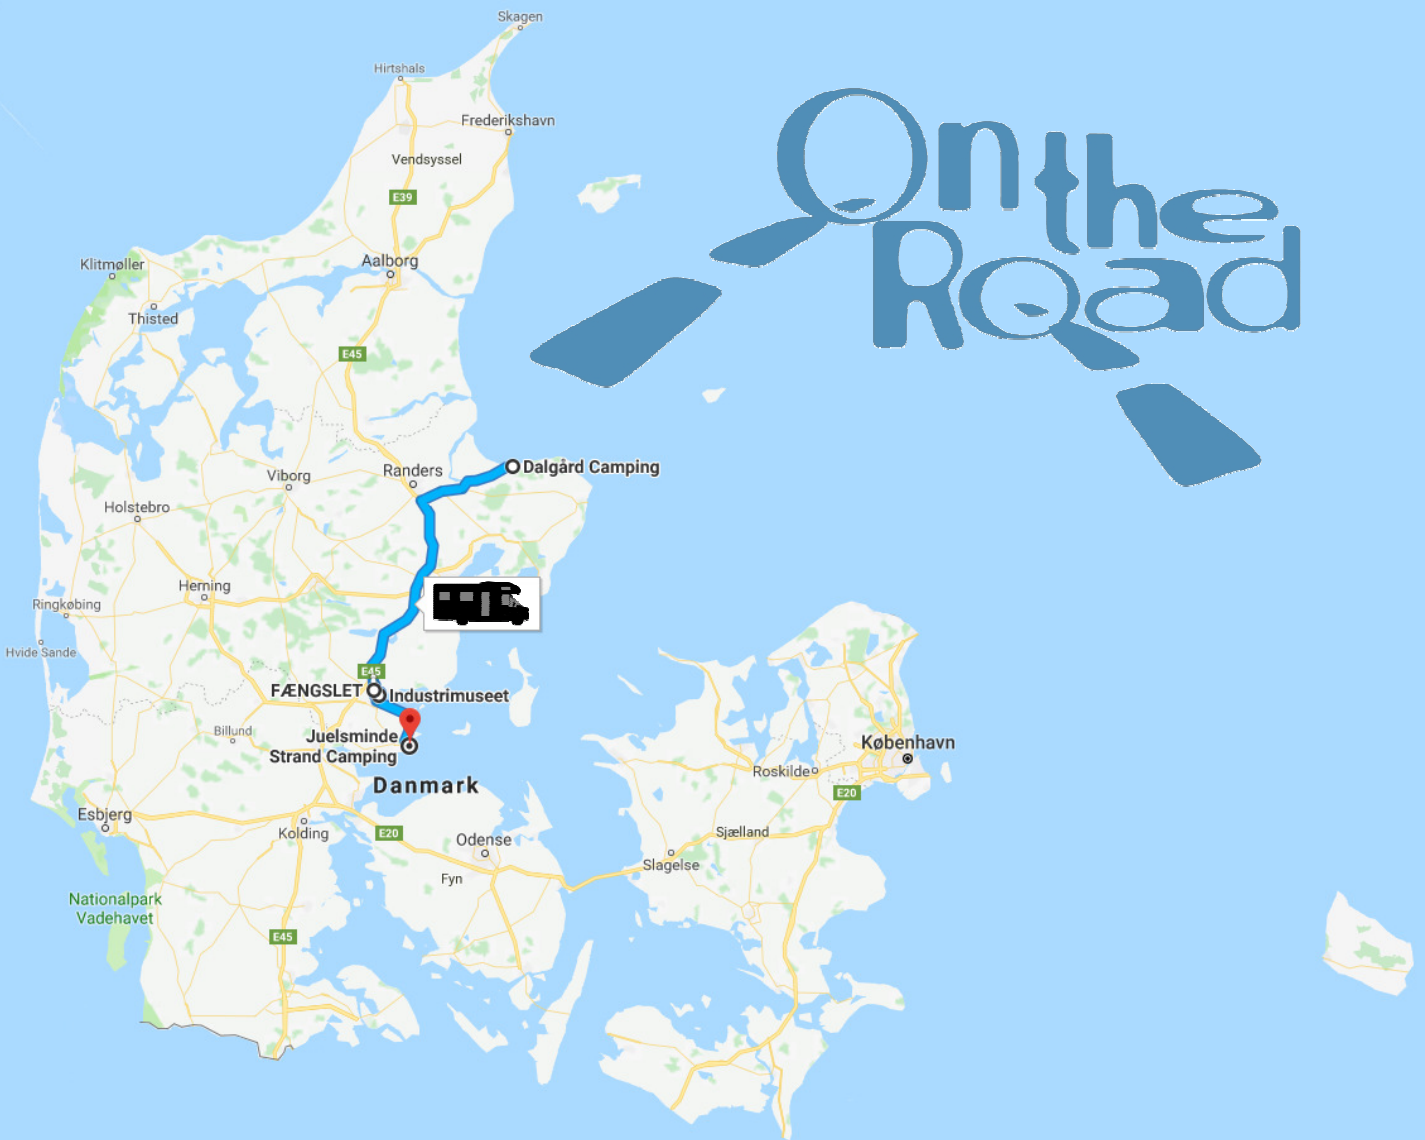 Skagen
Hirtshals
Frederikshavn
Vendsyssel
E39
On the
Road
Klitmøller
Aalborg
Thisted
E45
Dalgård Camping
Randers
Viborg
Holstebro
Herning
Ringkøbing
Hvide Sande
E45
FÆNGSLET
Industrimuseet
Billund
Juelsminde
Strand Camping
København
Roskilde
Danmark
E20
Esbjerg
Kolding
E20
Odense
Sjælland
Slagelse
Fyn
Nationalpark
Vadehavet
E45